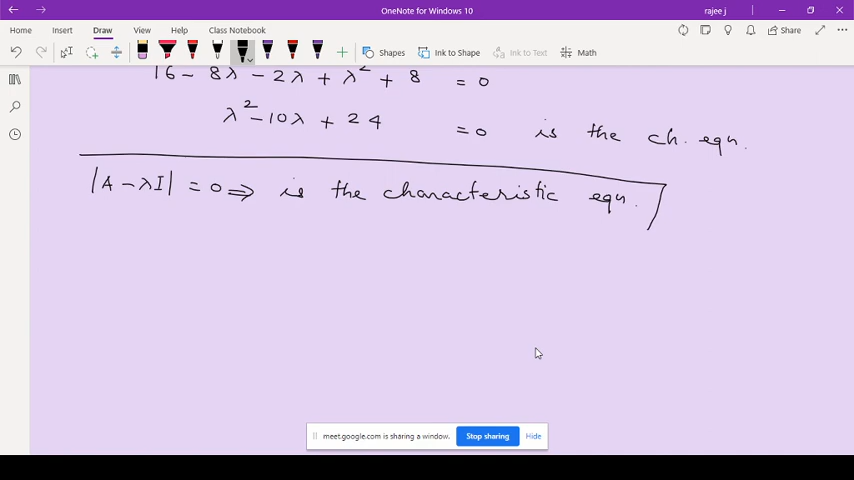 OneNote for Windows 10
rajee j
Home Insert Draw View Help Class Notebook
Share
Shapes Ink to Shape Ink to Text Math
16 - 8λ - 2λ + λ² + 8 = 0
λ² - 10λ + 24 = 0 is the ch. eqn.
|A - λI| = 0 ⇒ is the characteristic eqn.
meet.google.com is sharing a window. Stop sharing Hide